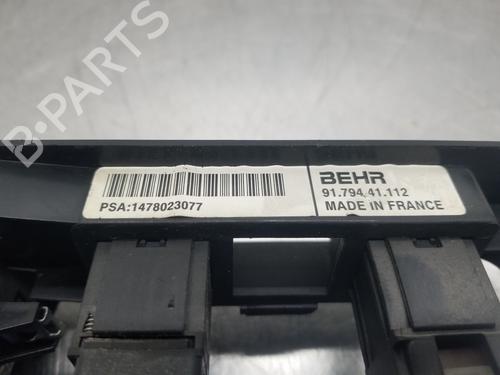 B-PARTS
PSA:1478023077
BEHR
91.794.41.112
MADE IN FRANCE